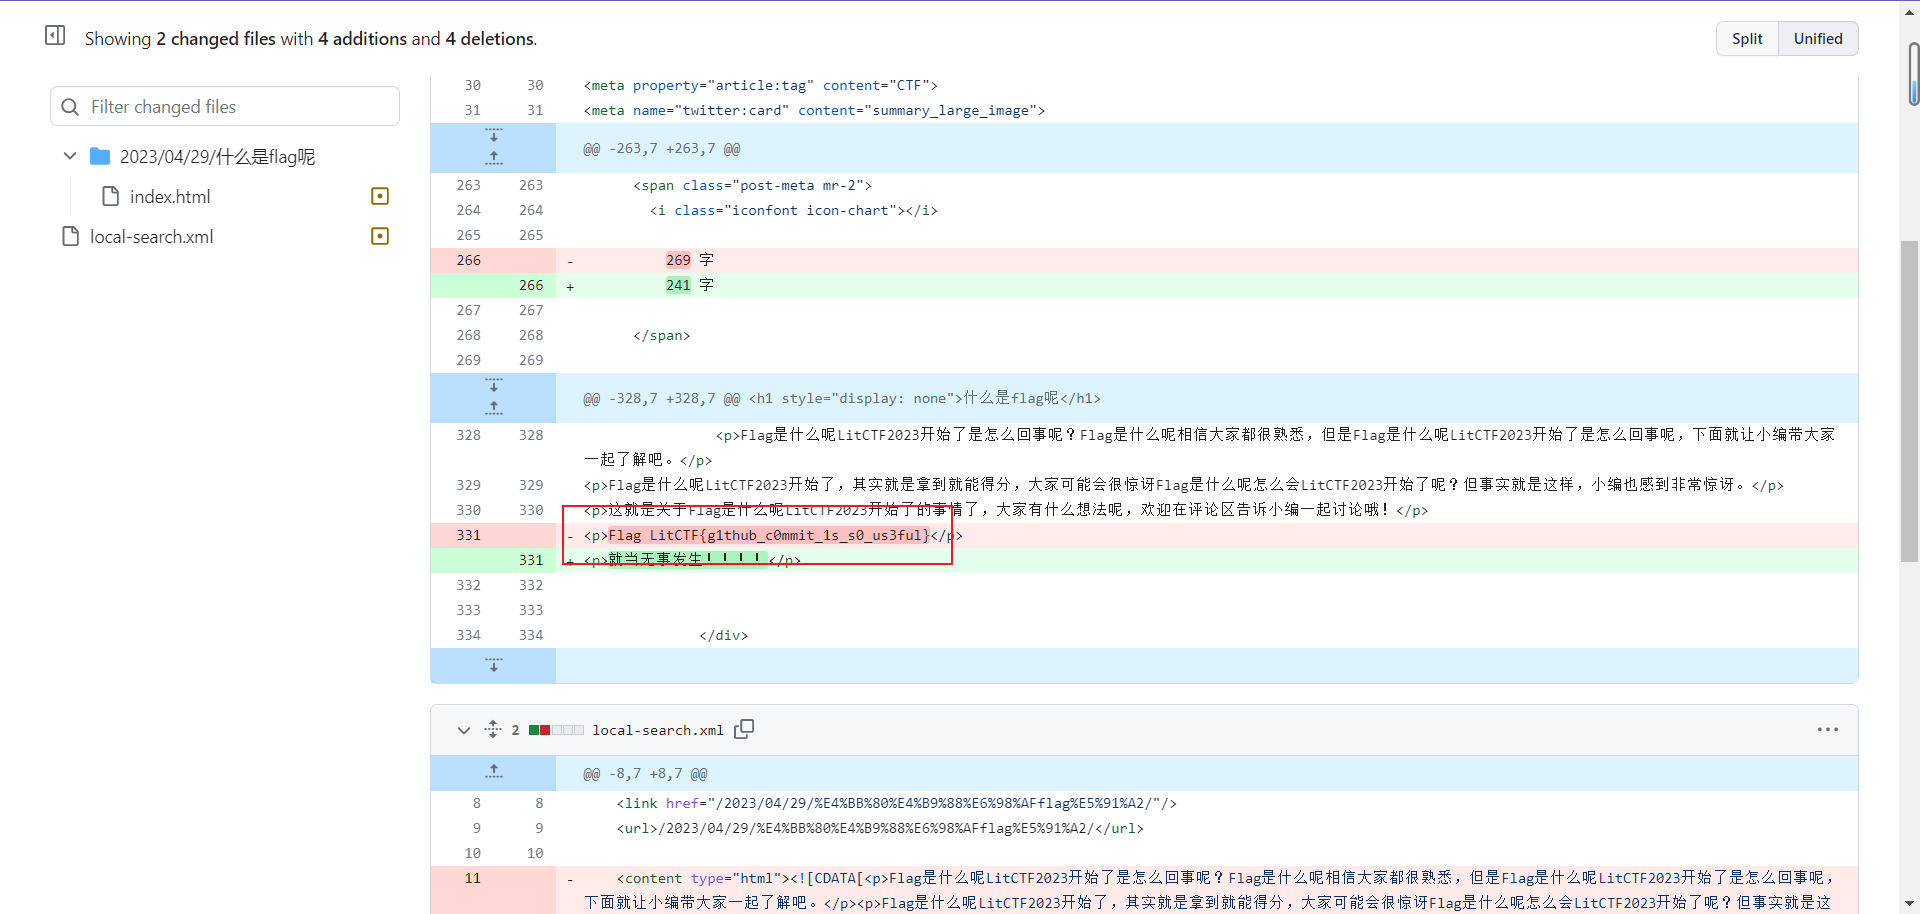 Showing 2 changed files with 4 additions and 4 deletions.
Split Unified
Filter changed files
2023/04/29/什么是flag呢
index.html
local-search.xml
30 30 <meta property="article:tag" content="CTF">
31 31 <meta name="twitter:card" content="summary_large_image">
@@ -263,7 +263,7 @@
263 263 <span class="post-meta mr-2">
264 264 <i class="iconfont icon-chart"></i>
265 265
266 - 269 字
266 + 241 字
267 267
268 268 </span>
269 269
@@ -328,7 +328,7 @@ <h1 style="display: none">什么是flag呢</h1>
328 328 <p>Flag是什么呢LitCTF2023开始了是怎么回事呢？Flag是什么呢相信大家都很熟悉，但是Flag是什么呢LitCTF2023开始了是怎么回事呢，下面就让小编带大家
一起了解吧。</p>
329 329 <p>Flag是什么呢LitCTF2023开始了，其实就是拿到就能得分，大家可能会很惊讶Flag是什么呢怎么会LitCTF2023开始了呢？但事实就是这样，小编也感到非常惊讶。</p>
330 330 <p>这就是关于Flag是什么呢LitCTF2023开始了的事情了，大家有什么想法呢，欢迎在评论区告诉小编一起讨论哦！</p>
331 - <p>Flag LitCTF{g1thub_c0mmit_1s_s0_us3ful}</p>
331 + <p>就当无事发生！！！！</p>
332 332
333 333
334 334 </div>
2 local-search.xml
@@ -8,7 +8,7 @@
8 8 <link href="/2023/04/29/%E4%BB%80%E4%B9%88%E6%98%AFflag%E5%91%A2/"/>
9 9 <url>/2023/04/29/%E4%BB%80%E4%B9%88%E6%98%AFflag%E5%91%A2/</url>
10 10
11 - <content type="html"><![CDATA[<p>Flag是什么呢LitCTF2023开始了是怎么回事呢？Flag是什么呢相信大家都很熟悉，但是Flag是什么呢LitCTF2023开始了是怎么回事呢，
下面就让小编带大家一起了解吧。</p><p>Flag是什么呢LitCTF2023开始了，其实就是拿到就能得分，大家可能会很惊讶Flag是什么呢怎么会LitCTF2023开始了呢？但事实就是这